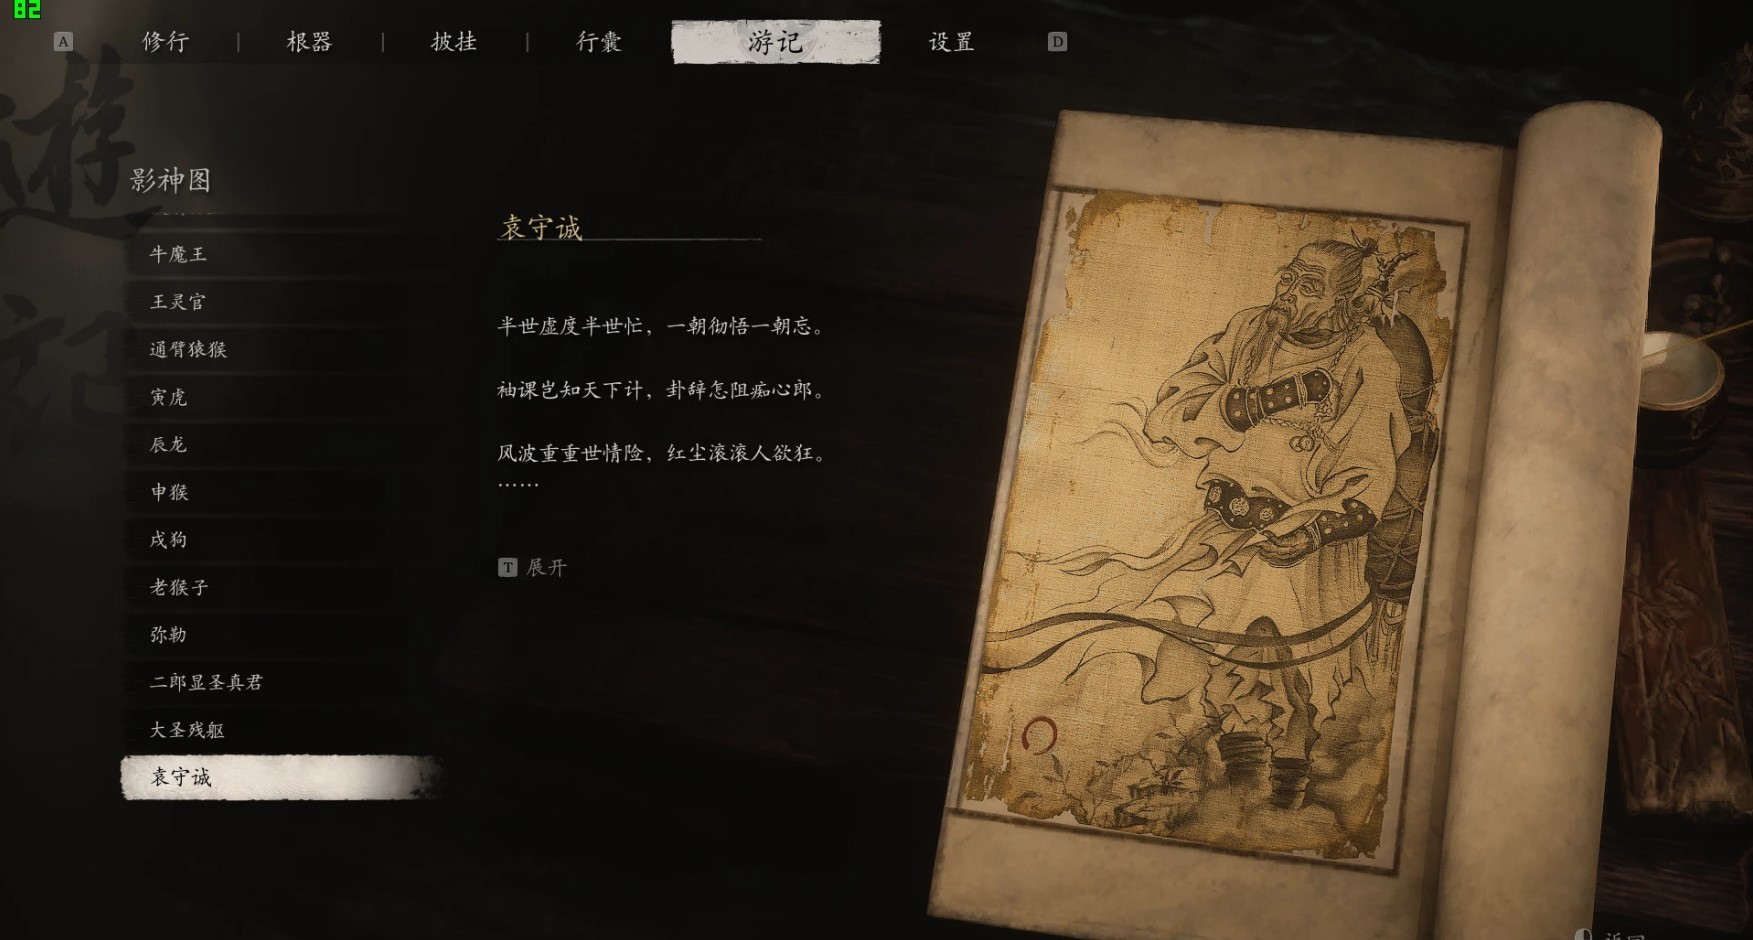 82
A 修行 | 根器 | 披挂 | 行囊 游记 设置 D
遊
记
影神图
牛魔王
王灵官
通臂猿猴
寅虎
辰龙
申猴
戌狗
老猴子
弥勒
二郎显圣真君
大圣残躯
袁守诚
袁守诚
半世虚度半世忙，一朝彻悟一朝忘。
袖课岂知天下计，卦辞怎阻痴心郎。
风波重重世情险，红尘滚滚人欲狂。
……
T 展开